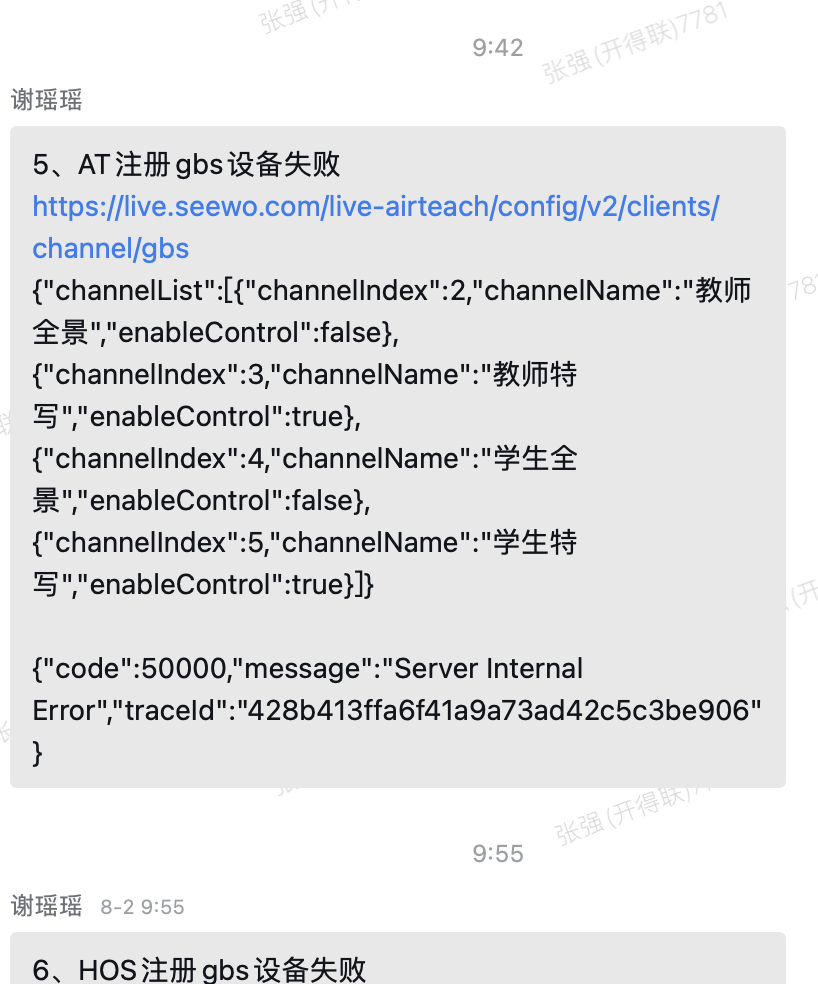 张强(开
9:42
张强(开得联)7781
谢瑶瑶
5、AT注册gbs设备失败
https://live.seewo.com/live-airteach/config/v2/clients/
channel/gbs
{"channelList":[{"channelIndex":2,"channelName":"教师
全景","enableControl":false},
{"channelIndex":3,"channelName":"教师特
写","enableControl":true},
{"channelIndex":4,"channelName":"学生全
景","enableControl":false},
{"channelIndex":5,"channelName":"学生特
写","enableControl":true}]}
{"code":50000,"message":"Server Internal
Error","traceId":"428b413ffa6f41a9a73ad42c5c3be906"
}
张强(开得联)77
9:55
谢瑶瑶 8-2 9:55
6、HOS注册gbs设备失败